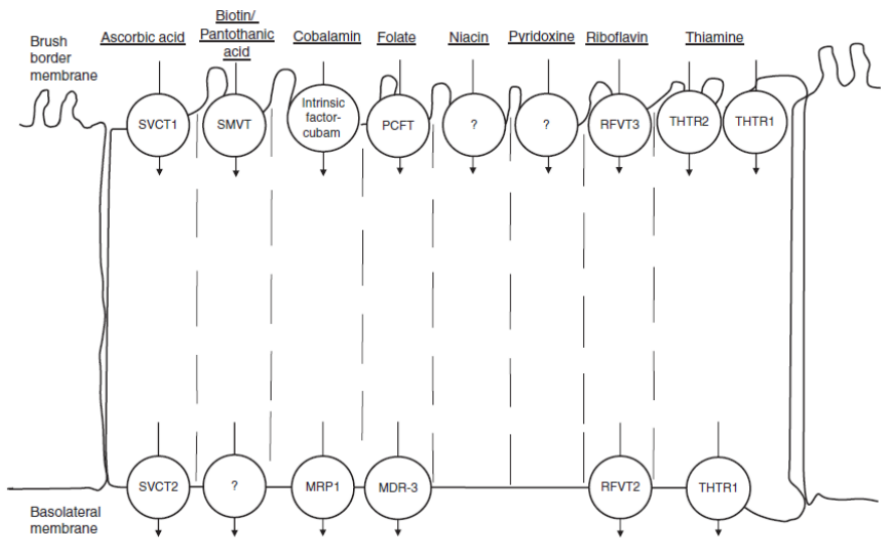 Brush
border
membrane
Ascorbic acid
Biotin/
Pantothanic
acid
Cobalamin
Folate
Niacin
Pyridoxine
Riboflavin
Thiamine
SVCT1
SMVT
Intrinsic
factor-
cubam
PCFT
?
?
RFVT3
THTR2
THTR1
SVCT2
?
MRP1
MDR-3
RFVT2
THTR1
Basolateral
membrane